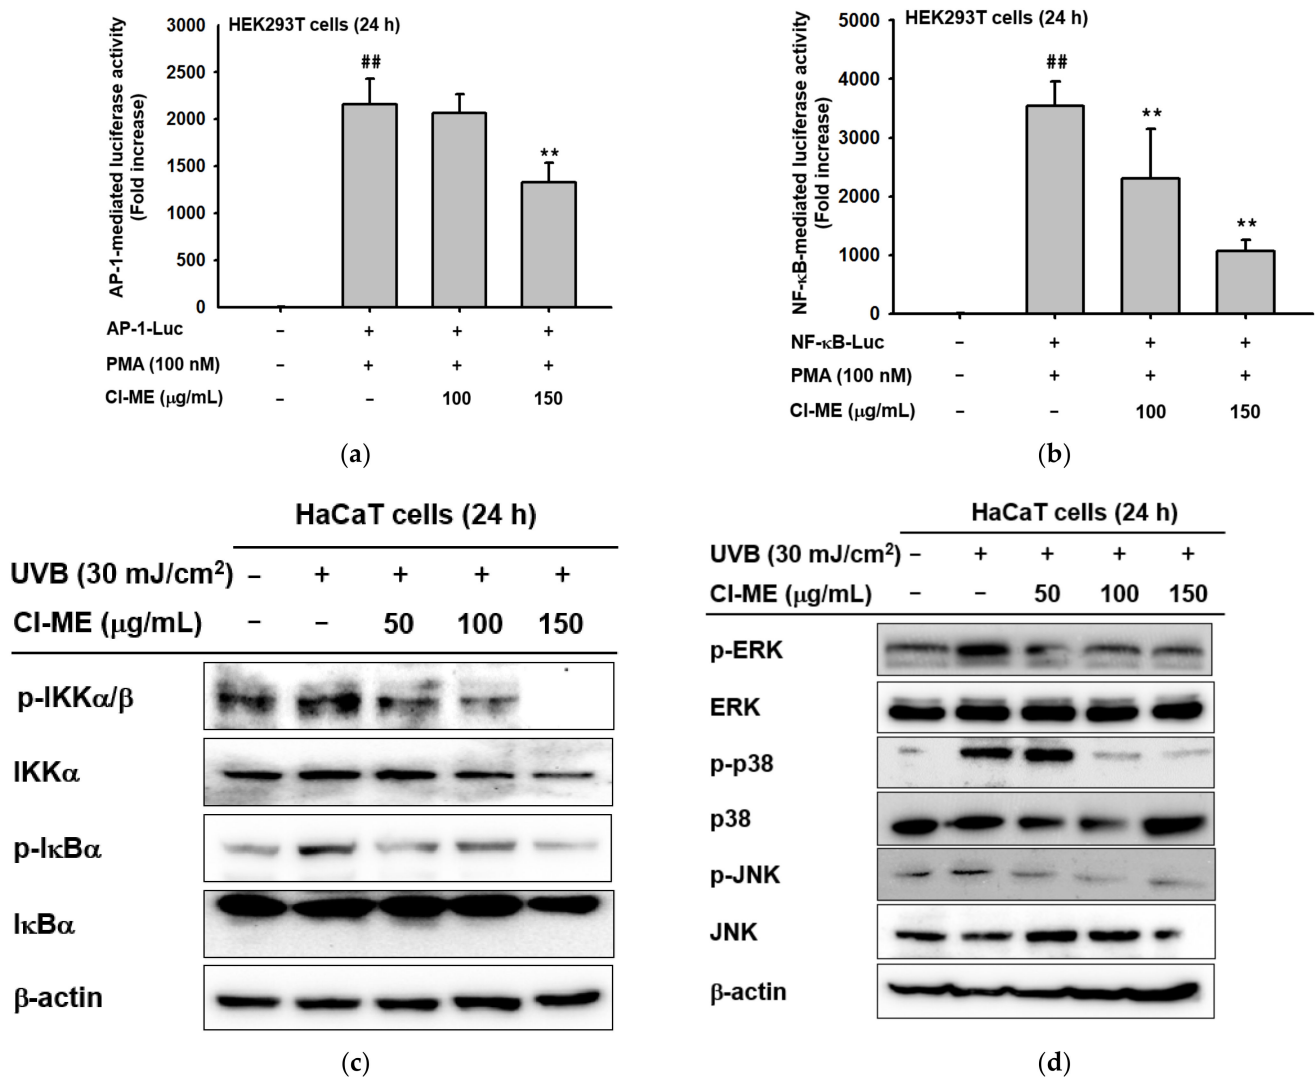 HEK293T cells (24 h)
AP-1-mediated luciferase activity
(Fold increase)
3000
2500
2000
1500
1000
500
0
##
**
AP-1-Luc – + + +
PMA (100 nM) – + + +
CI-ME (µg/mL) – – 100 150
(a)
HEK293T cells (24 h)
NF-κB-mediated luciferase activity
(Fold increase)
5000
4000
3000
2000
1000
0
##
**
**
NF-κB-Luc – + + +
PMA (100 nM) – + + +
CI-ME (µg/mL) – – 100 150
(b)
HaCaT cells (24 h)
UVB (30 mJ/cm²) – + + + +
CI-ME (µg/mL) – – 50 100 150
p-IKKα/β
IKKα
p-IκBα
IκBα
β-actin
(c)
HaCaT cells (24 h)
UVB (30 mJ/cm²) – + + + +
CI-ME (µg/mL) – – 50 100 150
p-ERK
ERK
p-p38
p38
p-JNK
JNK
β-actin
(d)